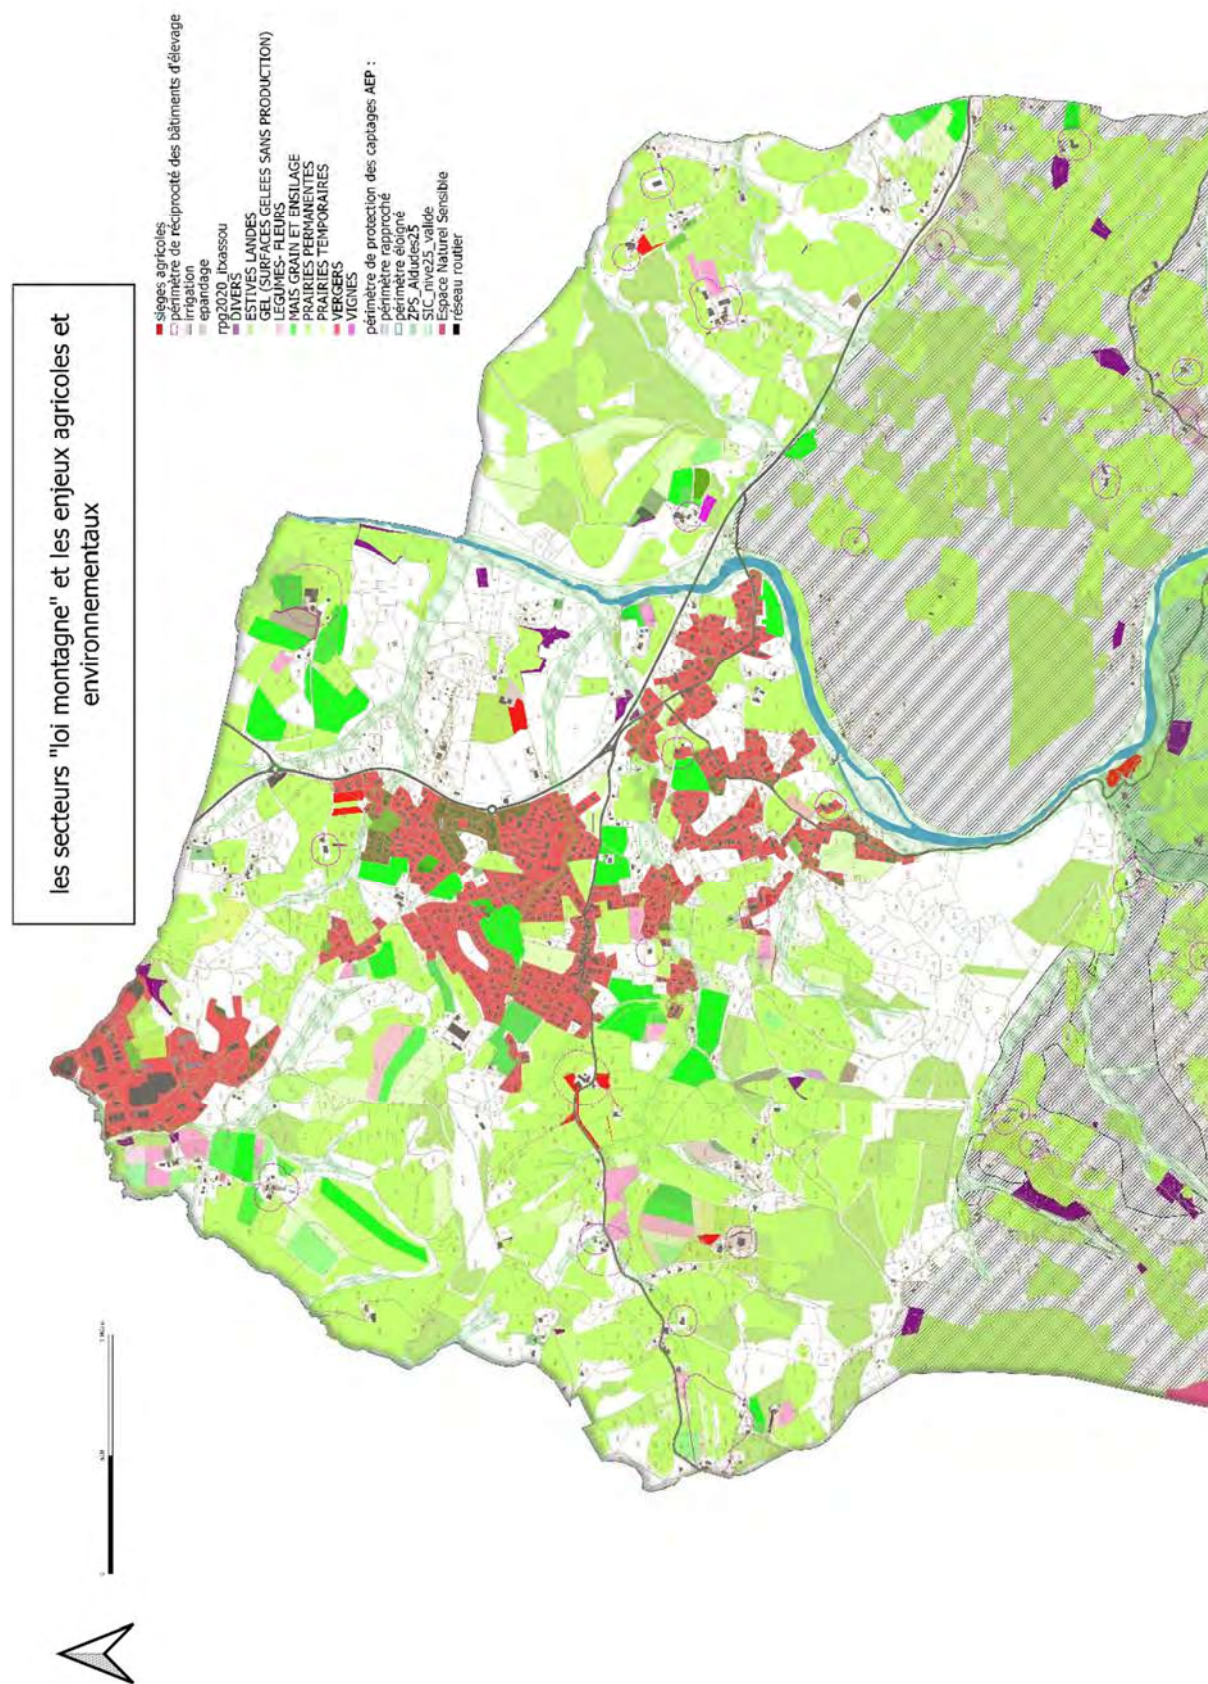 les secteurs "loi montagne" et les enjeux agricoles et
environnementaux
sieges agricoles
périmètre de réciprocité des bâtiments d'élevage
irrigation
epandage
rpg2020_itxassou
DIVERS
ESTIVES LANDES
GEL (SURFACES GELEES SANS PRODUCTION)
LEGUMES- FLEURS
MAIS GRAIN ET ENSILAGE
PRAIRIES PERMANENTES
PRAIRIES TEMPORAIRES
VERGERS
VIGNES
périmètre de protection des captages AEP :
périmètre rapproché
périmètre éloigné
ZPS_Aldudes25
SIC_nive25_valide
Espace Naturel Sensible
réseau routier